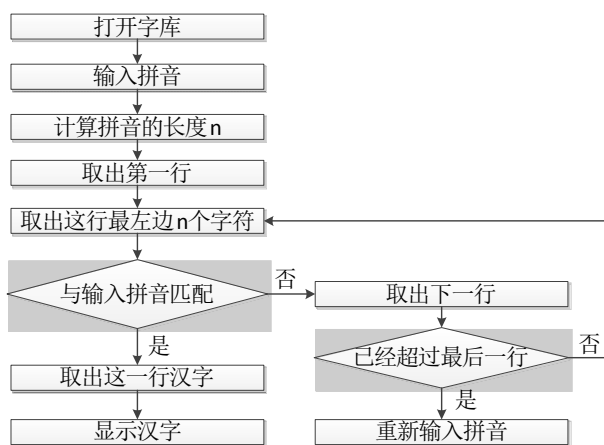 打开字库
输入拼音
计算拼音的长度n
取出第一行
取出这行最左边n个字符
与输入拼音匹配
否
取出下一行
是
已经超过最后一行
否
取出这一行汉字
是
显示汉字
重新输入拼音